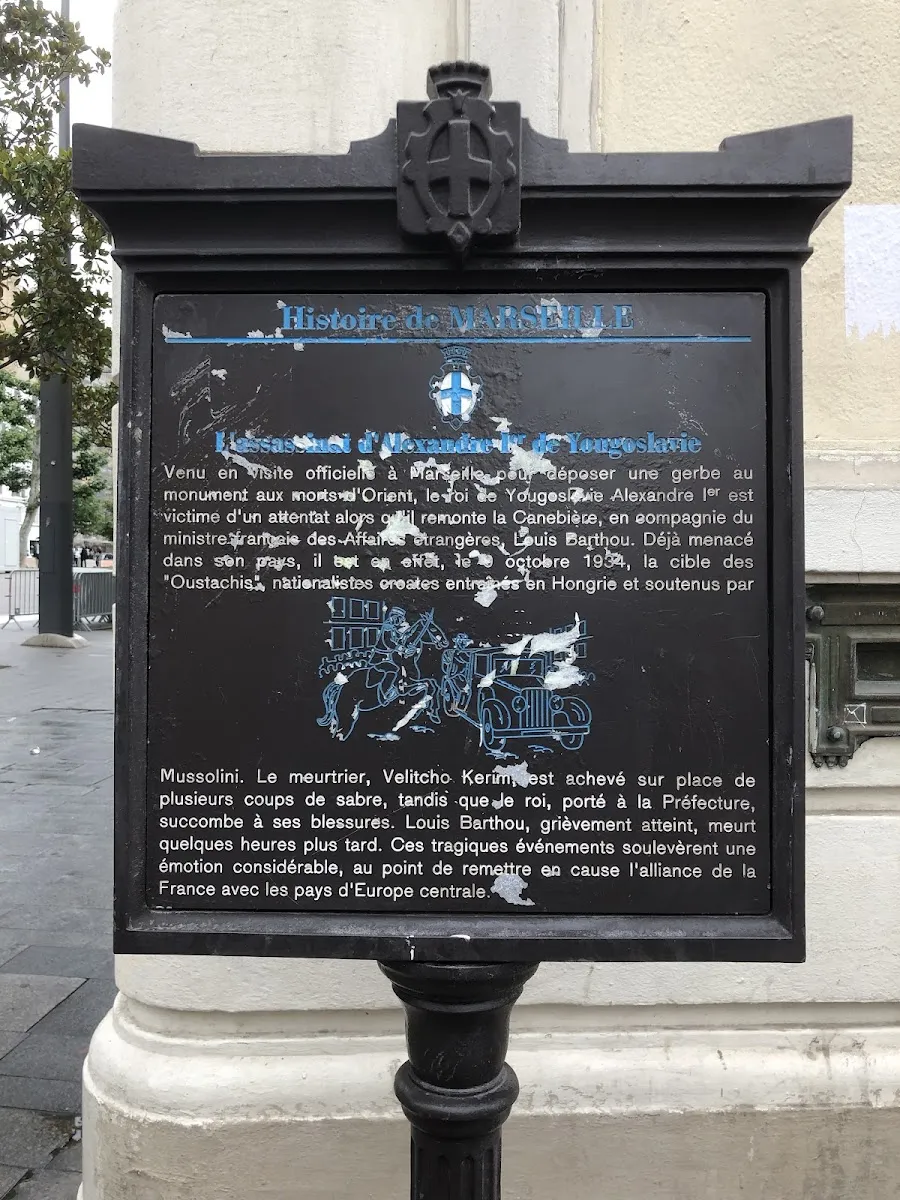 Histoire de MARSEILLE
L'assassinat d'Alexandre Ier de Yougoslavie
Venu en visite officielle à Marseille pour déposer une gerbe au
monument aux morts d'Orient, le roi de Yougoslavie Alexandre Ier est
victime d'un attentat alors qu'il remonte la Canebière, en compagnie du
ministre français des Affaires étrangères, Louis Barthou. Déjà menacé
dans son pays, il est en effet, le 9 octobre 1934, la cible des
"Oustachis", nationalistes croates entraînés en Hongrie et soutenus par
Mussolini. Le meurtrier, Velitcho Kerim, est achevé sur place de
plusieurs coups de sabre, tandis que le roi, porté à la Préfecture,
succombe à ses blessures. Louis Barthou, grièvement atteint, meurt
quelques heures plus tard. Ces tragiques événements soulevèrent une
émotion considérable, au point de remettre en cause l'alliance de la
France avec les pays d'Europe centrale.